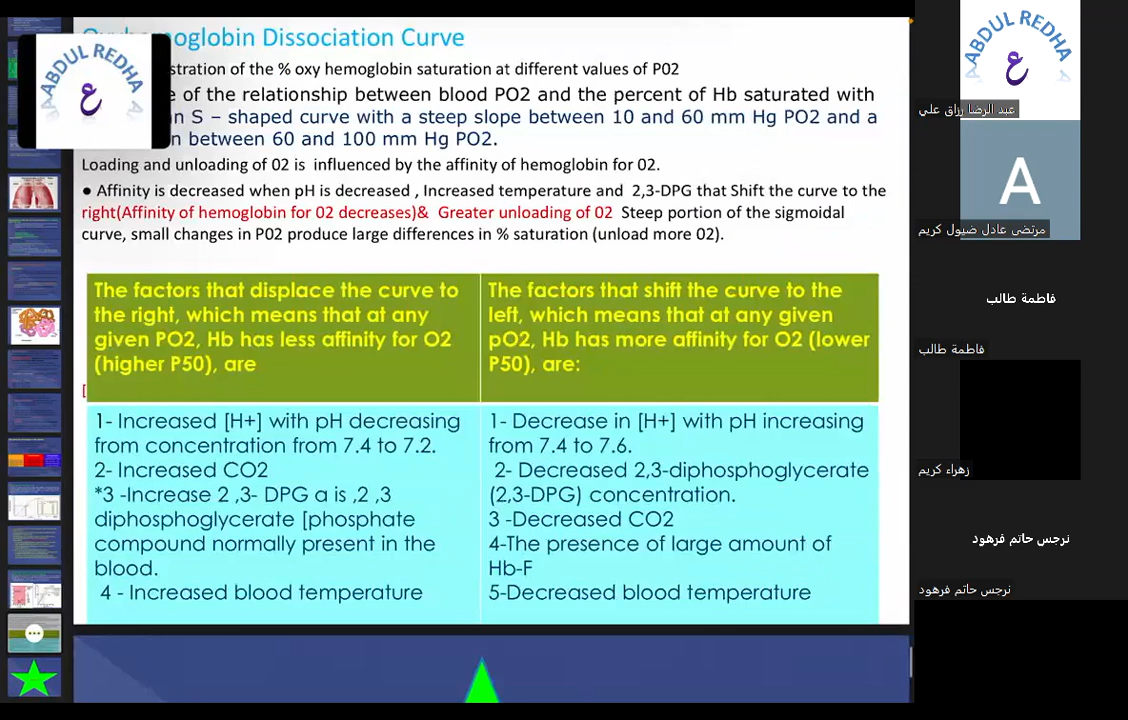 moglobin Dissociation Curve
stration of the % oxy hemoglobin saturation at different values of P02
e of the relationship between blood PO2 and the percent of Hb saturated with
n S – shaped curve with a steep slope between 10 and 60 mm Hg PO2 and a
n between 60 and 100 mm Hg PO2.
Loading and unloading of 02 is influenced by the affinity of hemoglobin for 02.
● Affinity is decreased when pH is decreased , Increased temperature and 2,3-DPG that Shift the curve to the
right(Affinity of hemoglobin for 02 decreases)& Greater unloading of 02 Steep portion of the sigmoidal
curve, small changes in P02 produce large differences in % saturation (unload more 02).
The factors that displace the curve to
the right, which means that at any
given PO2, Hb has less affinity for O2
(higher P50), are
The factors that shift the curve to the
left, which means that at any given
pO2, Hb has more affinity for O2 (lower
P50), are:
[
1- Increased [H+] with pH decreasing
from concentration from 7.4 to 7.2.
2- Increased CO2
*3 -Increase 2 ,3- DPG a is ,2 ,3
diphosphoglycerate [phosphate
compound normally present in the
blood.
4 - Increased blood temperature
1- Decrease in [H+] with pH increasing
from 7.4 to 7.6.
2- Decreased 2,3-diphosphoglycerate
(2,3-DPG) concentration.
3 -Decreased CO2
4-The presence of large amount of
Hb-F
5-Decreased blood temperature
ABDUL REDHA
ع
ABDUL REDHA
ع
عبد الرضا رزاق علي
A
مرتضى عادل ضيول كريم
فاطمة طالب
فاطمة طالب
زهراء كريم
نرجس حاتم فرهود
نرجس حاتم فرهود